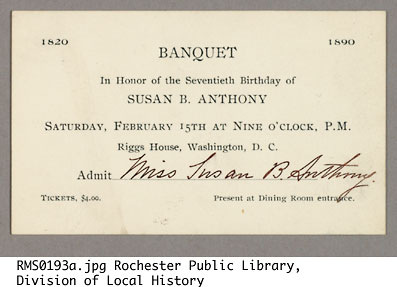 1820 1890
BANQUET
In Honor of the Seventieth Birthday of
SUSAN B. ANTHONY
SATURDAY, FEBRUARY 15TH AT NINE O'CLOCK, P.M.
Riggs House, Washington, D. C.
Admit Miss Susan B. Anthony.
TICKETS, $4.00. Present at Dining Room entrance.
RMS0193a.jpg Rochester Public Library,
Division of Local History